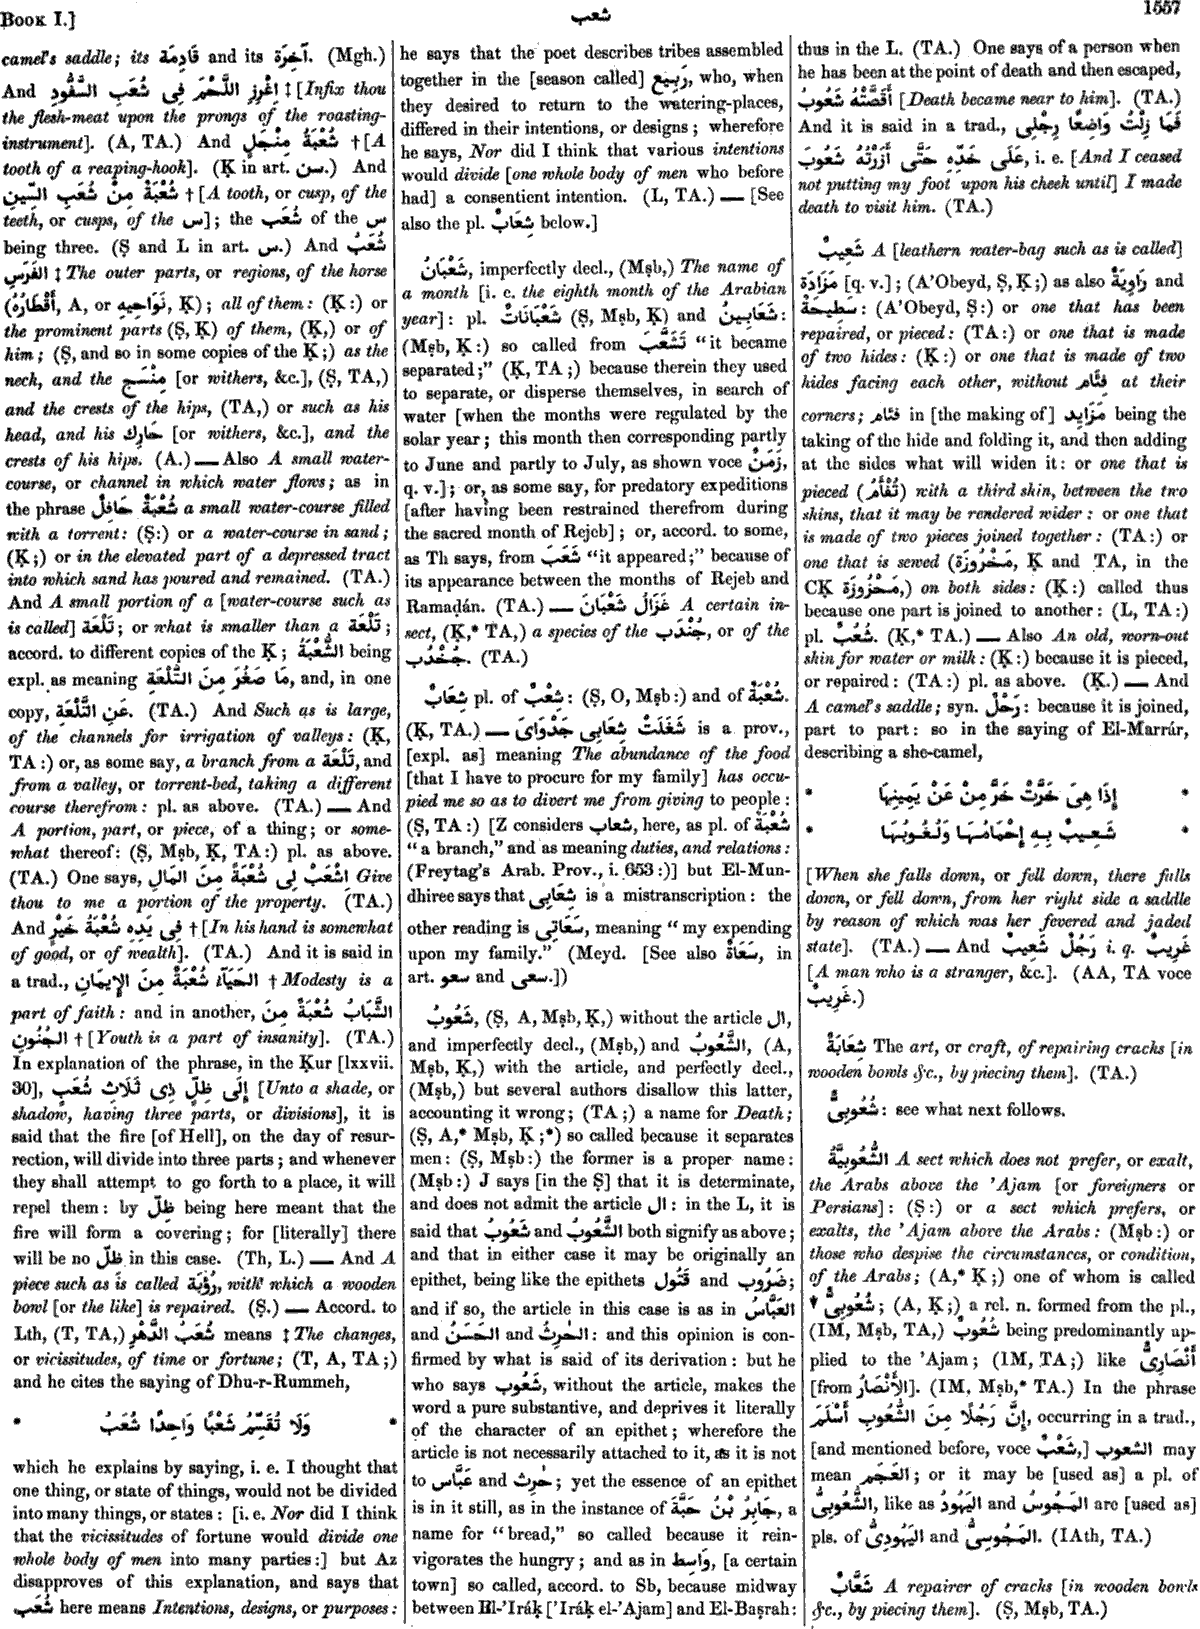 [BOOK I.]
شعب
1557
camel's saddle; its قَادِمَة and its آخِرَة. (Mgh.)
And اِغْرِزِ اللَّحْمَ فِى شُعَبِ السَّفُّودِ ‡ [Infix thou
the flesh-meat upon the prongs of the roasting-
instrument]. (A, TA.) And شُعْبَةُ مِنْجَلٍ † [A
tooth of a reaping-hook]. (Ḳ in art. سن.) And
شُعْبَةٌ مِنْ شُعَبِ السِّينِ † [A tooth, or cusp, of the
teeth, or cusps, of the س]; the شُعَب of the س
being three. (Ṣ and L in art. س.) And شُعَبُ
الفَرَسِ ‡ The outer parts, or regions, of the horse
(أَقْطَارُهُ, A, or نَوَاحِيهِ, Ḳ); all of them: (Ḳ:) or
the prominent parts (Ṣ, Ḳ) of them, (Ḳ,) or of
him; (Ṣ, and so in some copies of the Ḳ;) as the
neck, and the مِنْسَج [or withers, &c.], (Ṣ, TA,)
and the crests of the hips, (TA,) or such as his
head, and his حَارِك [or withers, &c.], and the
crests of his hips. (A.) — Also A small water-
course, or channel in which water flows; as in
the phrase شُعْبَةٌ حَافِلٌ a small water-course filled
with a torrent: (Ṣ:) or a water-course in sand;
(Ḳ;) or in the elevated part of a depressed tract
into which sand has poured and remained. (TA.)
And A small portion of a [water-course such as
is called] تَلْعَة; or what is smaller than a تَلْعَة;
accord. to different copies of the Ḳ; الشُّعْبَةُ being
expl. as meaning مَا صَغُرَ مِنَ التَّلْعَةِ, and, in one
copy, عَنِ التَّلْعَةِ. (TA.) And Such as is large,
of the channels for irrigation of valleys: (Ḳ,
TA:) or, as some say, a branch from a تَلْعَة, and
from a valley, or torrent-bed, taking a different
course therefrom: pl. as above. (TA.) — And
A portion, part, or piece, of a thing; or some-
what thereof: (Ṣ, Mṣb, Ḳ, TA:) pl. as above.
(TA.) One says, اِشْعَبْ لِى شُعْبَةً مِنَ المَالِ Give
thou to me a portion of the property. (TA.)
And فِى يَدِهِ شُعْبَةُ خَيْرٍ † [In his hand is somewhat
of good, or of wealth]. (TA.) And it is said in
a trad., الحَيَآءُ شُعْبَةٌ مِنَ الإِيمَانِ † Modesty is a
part of faith: and in another, الشَّبَابُ شُعْبَةٌ مِنَ
الجُنُونِ † [Youth is a part of insanity]. (TA.)
In explanation of the phrase, in the Ḳur [lxxvii.
30], إِلَى ظِلٍّ ذِى ثَلَاثِ شُعَبٍ [Unto a shade, or
shadow, having three parts, or divisions], it is
said that the fire [of Hell], on the day of resur-
rection, will divide into three parts; and whenever
they shall attempt to go forth to a place, it will
repel them: by ظِلّ being here meant that the
fire will form a covering; for [literally] there
will be no ظِلّ in this case. (Th, L.) — And A
piece such as is called رُؤْبَة, with which a wooden
bowl [or the like] is repaired. (Ṣ.) — Accord. to
Lth, (T, TA,) شُعَبُ الدَّهْرِ means ‡ The changes,
or vicissitudes, of time or fortune; (T, A, TA;)
and he cites the saying of Dhu-r-Rummeh,
* وَلَا تُقَسِّمُ شَعْبًا وَاحِدًا شُعَبُ *
which he explains by saying, i. e. I thought that
one thing, or state of things, would not be divided
into many things, or states: [i. e. Nor did I think
that the vicissitudes of fortune would divide one
whole body of men into many parties:] but Az
disapproves of this explanation, and says that
شُعَب here means Intentions, designs, or purposes:
he says that the poet describes tribes assembled
together in the [season called] رَبِيع, who, when
they desired to return to the watering-places,
differed in their intentions, or designs; wherefore
he says, Nor did I think that various intentions
would divide [one whole body of men who before
had] a consentient intention. (L, TA.) — [See
also the pl. شِعَابٌ below.]
شَعْبَانُ, imperfectly decl., (Mṣb,) The name of
a month [i. e. the eighth month of the Arabian
year]: pl. شَعْبَانَاتٌ (Ṣ, Mṣb, Ḳ) and شَعَابِينُ:
(Mṣb, Ḳ:) so called from تَشَعَّبَ "it became
separated;" (Ḳ, TA;) because therein they used
to separate, or disperse themselves, in search of
water [when the months were regulated by the
solar year; this month then corresponding partly
to June and partly to July, as shown voce زَمَنٌ,
q. v.]; or, as some say, for predatory expeditions
[after having been restrained therefrom during
the sacred month of Rejeb]; or, accord. to some,
as Th says, from شَعَبَ "it appeared;" because of
its appearance between the months of Rejeb and
Ramaḍán. (TA.) — غَزَالُ شَعْبَانَ A certain in-
sect, (Ḳ,* TA,) a species of the جُنْدَب, or of the
جُخْدُب. (TA.)
شِعَابٌ pl. of شِعْبٌ: (Ṣ, O, Mṣb:) and of شُعْبَةٌ.
(Ḳ, TA.) — شَغَلَتْ شِعَابِى جَدْوَاىَ is a prov.,
[expl. as] meaning The abundance of the food
[that I have to procure for my family] has occu-
pied me so as to divert me from giving to people:
(Ṣ, TA:) [Z considers شعاب, here, as pl. of شُعْبَةٌ
"a branch," and as meaning duties, and relations:
(Freytag's Arab. Prov., i. 653:)] but El-Mun-
dhiree says that شِعَابِى is a mistranscription: the
other reading is سَعَاتِى, meaning "my expending
upon my family." (Meyd. [See also سَعَاةٌ, in
art. سعو and سعى.])
شَعُوبُ, (Ṣ, A, Mṣb, Ḳ,) without the article ال,
and imperfectly decl., (Mṣb,) and الشَّعُوبُ, (A,
Mṣb, Ḳ,) with the article, and perfectly decl.,
(Mṣb,) but several authors disallow this latter,
accounting it wrong; (TA;) a name for Death;
(Ṣ, A,* Mṣb, Ḳ;*) so called because it separates
men: (Ṣ, Mṣb:) the former is a proper name:
(Mṣb:) J says [in the Ṣ] that it is determinate,
and does not admit the article ال: in the L, it is
said that شَعُوبُ and الشَّعُوبُ both signify as above;
and that in either case it may be originally an
epithet, being like the epithets قَتُول and ضَرُوب;
and if so, the article in this case is as in العَبَّاسُ
and الحَسَنُ and الحٰرِثُ: and this opinion is con-
firmed by what is said of its derivation: but he
who says شَعُوب, without the article, makes the
word a pure substantive, and deprives it literally
of the character of an epithet; wherefore the
article is not necessarily attached to it, as it is not
to عَبَّاس and حٰرِث; yet the essence of an epithet
is in it still, as in the instance of جَابِرُ بْنُ حَبَّةَ, a
name for "bread," so called because it rein-
vigorates the hungry; and as in وَاسِط, [a certain
town] so called, accord. to Sb, because midway
between El-'Iráḳ ['Iráḳ el-'Ajam] and El-Baṣrah:
thus in the L. (TA.) One says of a person when
he has been at the point of death and then escaped,
أَقَصَّتْهُ شَعُوبُ [Death became near to him]. (TA.)
And it is said in a trad., فَمَا زِلْتُ وَاضِعًا رِجْلِى
عَلَى خَدِّهِ حَتَّى أَزَرْتُهُ شَعُوبَ, i. e. [And I ceased
not putting my foot upon his cheek until] I made
death to visit him. (TA.)
شَعِيبٌ A [leathern water-bag such as is called]
مَزَادَة [q. v.]; (A'Obeyd, Ṣ, Ḳ;) as also رَاوِيَةٌ and
سَطِيحَةٌ: (A'Obeyd, Ṣ:) or one that has been
repaired, or pieced: (TA:) or one that is made
of two hides: (Ḳ:) or one that is made of two
hides facing each other, without فِئَام at their
corners; فئام in [the making of] مَزَايِد being the
taking of the hide and folding it, and then adding
at the sides what will widen it: or one that is
pieced (تُفْأَمُ) with a third skin, between the two
skins, that it may be rendered wider: or one that
is made of two pieces joined together: (TA:) or
one that is sewed (مَخْرُوزَة, Ḳ and TA, in the
CḲ مَحْزُوزَة,) on both sides: (Ḳ:) called thus
because one part is joined to another: (L, TA:)
pl. شُعُبٌ. (Ḳ,* TA.) — Also An old, worn-out
skin for water or milk: (Ḳ:) because it is pieced,
or repaired: (TA:) pl. as above. (Ḳ.) — And
A camel's saddle; syn. رَحْلٌ: because it is joined,
part to part: so in the saying of El-Marrár,
describing a she-camel,
* إِذَا هِىَ خَرَّتْ خَرَّ مِنْ عَنْ يَمِينِهَا *
* شَعِيبٌ بِهِ إِجْمَامُهَا وَلُغُوبُهَا *
[When she falls down, or fell down, there falls
down, or fell down, from her right side a saddle
by reason of which was her fevered and jaded
state]. (TA.) — And رَجُلٌ شَعِيبٌ i. q. غَرِيبٌ
[A man who is a stranger, &c.]. (AA, TA voce
غَرِيبٌ.)
شِعَابَةٌ The art, or craft, of repairing cracks [in
wooden bowls &c., by piecing them]. (TA.)
شُعُوبِىٌّ: see what next follows.
الشُّعُوبِيَّةُ A sect which does not prefer, or exalt,
the Arabs above the 'Ajam [or foreigners or
Persians]: (Ṣ:) or a sect which prefers, or
exalts, the 'Ajam above the Arabs: (Mṣb:) or
those who despise the circumstances, or condition,
of the Arabs; (A,* Ḳ;) one of whom is called
▼ شُعُوبِىٌّ; (A, Ḳ;) a rel. n. formed from the pl.,
(IM, Mṣb, TA,) شُعُوبٌ being predominantly ap-
plied to the 'Ajam; (IM, TA;) like أَنْصَارِىٌّ
[from الأَنْصَارُ]. (IM, Mṣb,* TA.) In the phrase
إِنَّ رَجُلًا مِنَ الشُّعُوبِ أَسْلَمَ, occurring in a trad.,
[and mentioned before, voce شَعْبٌ,] الشعوب may
mean العَجَم; or it may be [used as] a pl. of
الشُّعُوبِىُّ, like as اليَهُودُ and المَجُوسُ are [used as]
pls. of اليَهُودِىُّ and المَجُوسِىُّ. (IAth, TA.)
شَعَّابٌ A repairer of cracks [in wooden bowls
&c., by piecing them]. (Ṣ, Mṣb, TA.)